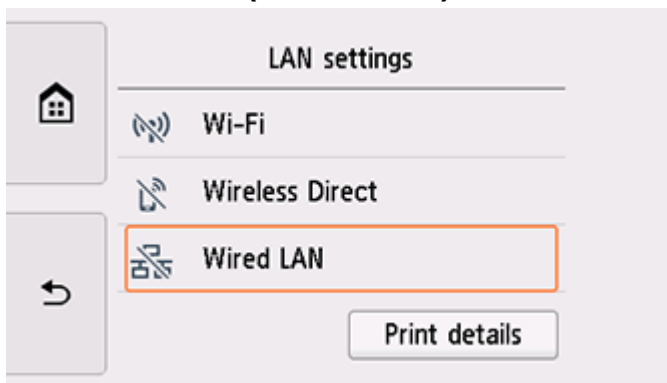 LAN settings
Wi-Fi
Wireless Direct
Wired LAN
Print details